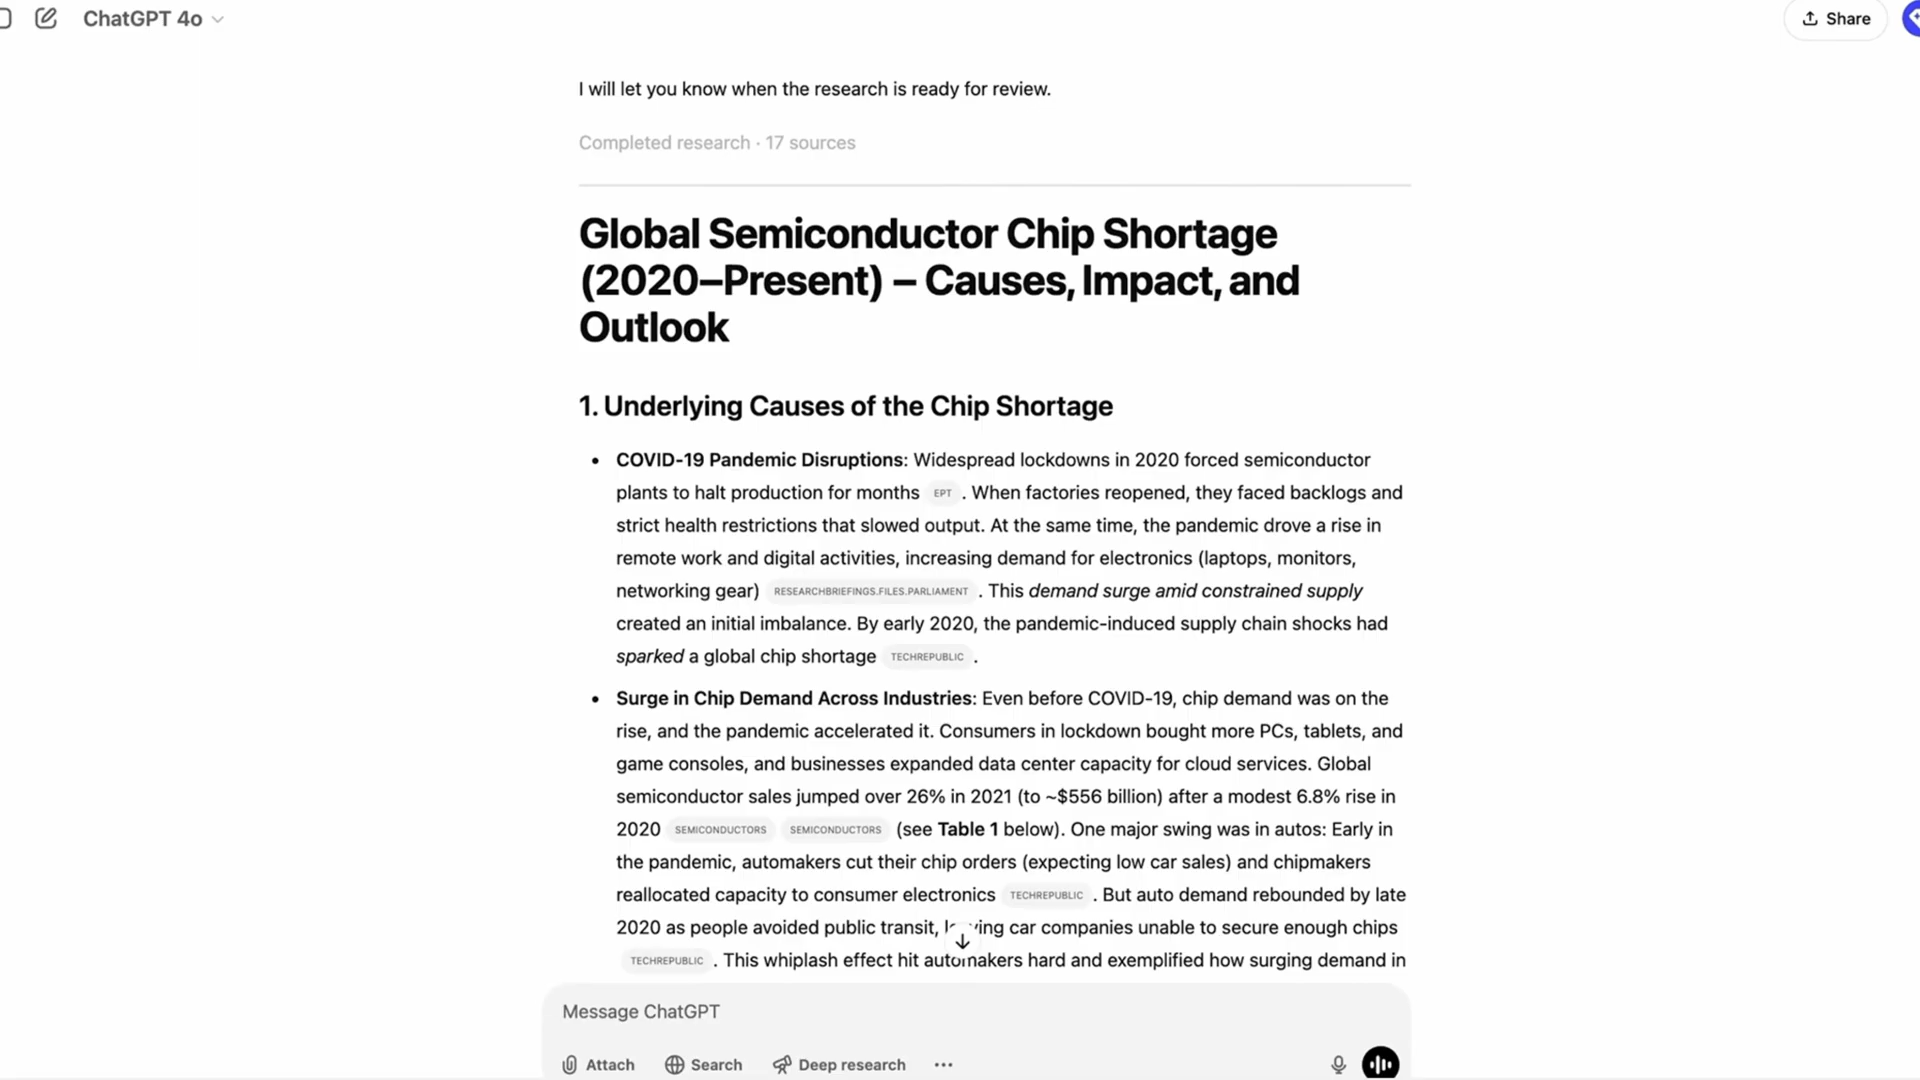 ChatGPT 4o
Share
I will let you know when the research is ready for review.
Completed research · 17 sources
Global Semiconductor Chip Shortage
(2020–Present) – Causes, Impact, and
Outlook
1. Underlying Causes of the Chip Shortage
• COVID-19 Pandemic Disruptions: Widespread lockdowns in 2020 forced semiconductor
plants to halt production for months EPT . When factories reopened, they faced backlogs and
strict health restrictions that slowed output. At the same time, the pandemic drove a rise in
remote work and digital activities, increasing demand for electronics (laptops, monitors,
networking gear) RESEARCHBRIEFINGS.FILES.PARLIAMENT . This demand surge amid constrained supply
created an initial imbalance. By early 2020, the pandemic-induced supply chain shocks had
sparked a global chip shortage TECHREPUBLIC .
• Surge in Chip Demand Across Industries: Even before COVID-19, chip demand was on the
rise, and the pandemic accelerated it. Consumers in lockdown bought more PCs, tablets, and
game consoles, and businesses expanded data center capacity for cloud services. Global
semiconductor sales jumped over 26% in 2021 (to ~$556 billion) after a modest 6.8% rise in
2020 SEMICONDUCTORS SEMICONDUCTORS (see Table 1 below). One major swing was in autos: Early in
the pandemic, automakers cut their chip orders (expecting low car sales) and chipmakers
reallocated capacity to consumer electronics TECHREPUBLIC . But auto demand rebounded by late
2020 as people avoided public transit, car companies unable to secure enough chips
TECHREPUBLIC . This whiplash effect hit automakers hard and exemplified how surging demand in
Message ChatGPT
Attach Search Deep research